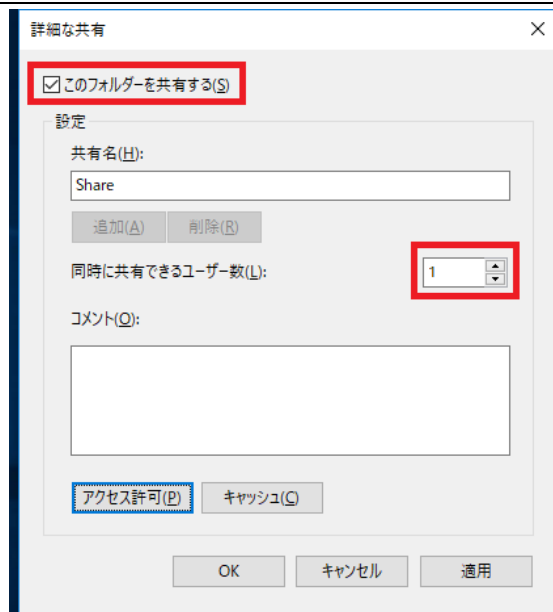 詳細な共有
このフォルダーを共有する(S)
設定
共有名(H):
Share
追加(A) 削除(R)
同時に共有できるユーザー数(L): 1
コメント(O):
アクセス許可(P) キャッシュ(C)
OK キャンセル 適用